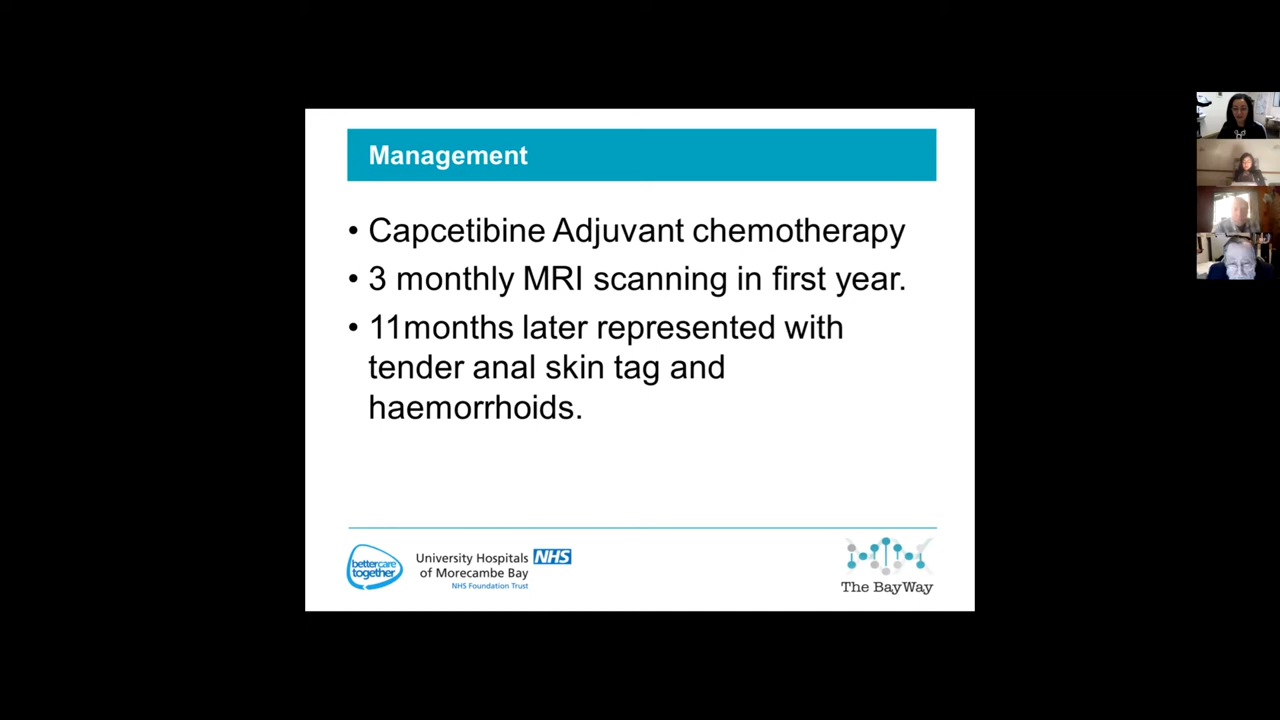 Management
• Capcetibine Adjuvant chemotherapy
• 3 monthly MRI scanning in first year.
• 11months later represented with
tender anal skin tag and
haemorrhoids.
bettercare
together
University Hospitals NHS
of Morecambe Bay
NHS Foundation Trust
The BayWay